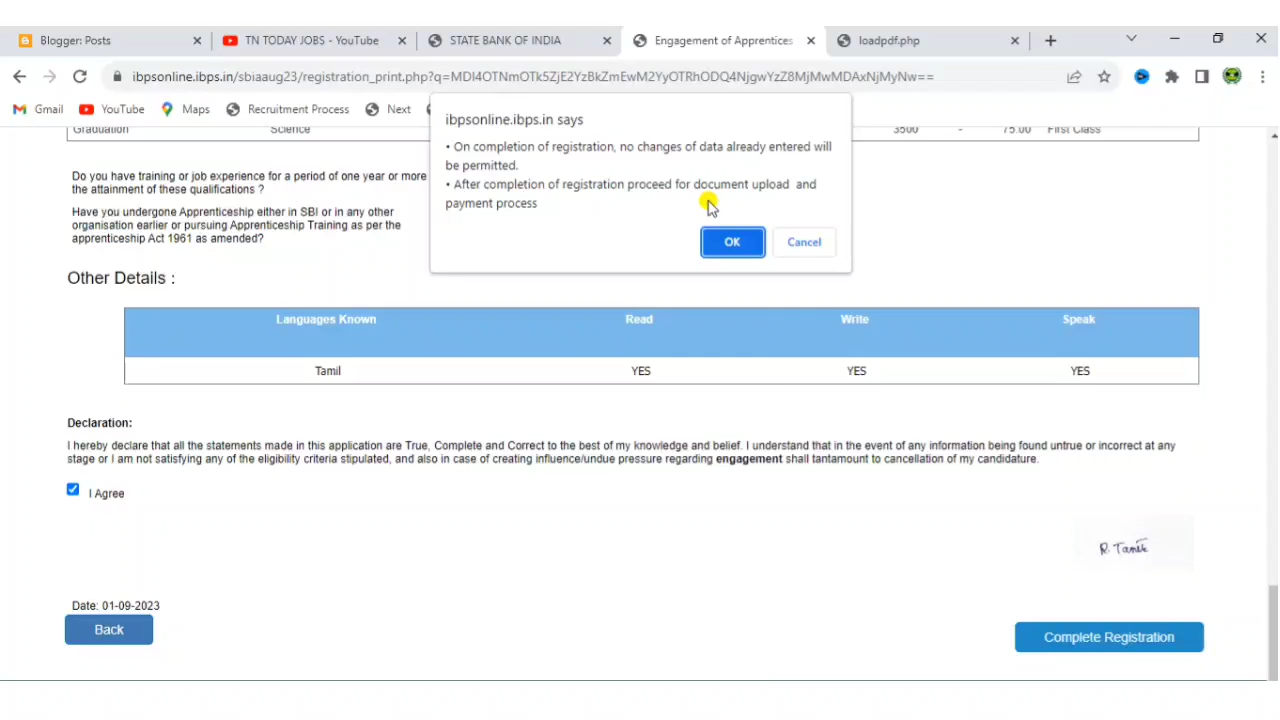 Blogger: Posts
TN TODAY JOBS - YouTube
STATE BANK OF INDIA
Engagement of Apprentices
loadpdf.php
ibpsonline.ibps.in/sbiaaug23/registration_print.php?q=MDI4OTNmOTk5ZjE2YzBkZmEwM2YyOTRhODQ4NjgwYzZ8MjMwMDAxNjMyNw==
Gmail
YouTube
Maps
Recruitment Process
Next
ibpsonline.ibps.in says
• On completion of registration, no changes of data already entered will
be permitted.
• After completion of registration proceed for document upload and
payment process
OK
Cancel
Graduation Science 3500 - 75.00 First Class
Do you have training or job experience for a period of one year or more
the attainment of these qualifications ?
Have you undergone Apprenticeship either in SBI or in any other
organisation earlier or pursuing Apprenticeship Training as per the
apprenticeship Act 1961 as amended?
Other Details :
Languages Known Read Write Speak
Tamil YES YES YES
Declaration:
I hereby declare that all the statements made in this application are True, Complete and Correct to the best of my knowledge and belief. I understand that in the event of any information being found untrue or incorrect at any
stage or I am not satisfying any of the eligibility criteria stipulated, and also in case of creating influence/undue pressure regarding engagement shall tantamount to cancellation of my candidature.
I Agree
Date: 01-09-2023
Back
Complete Registration